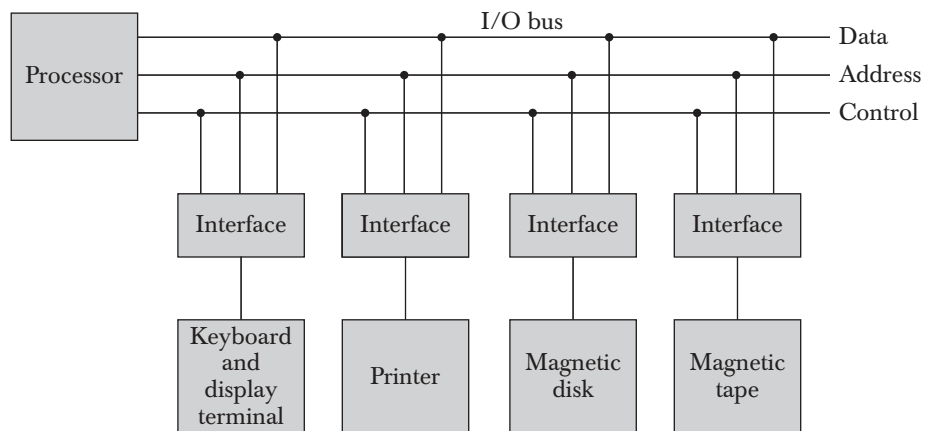 I/O bus
Data
Processor
Address
Control
Interface
Interface
Interface
Interface
Keyboard
and
display
terminal
Printer
Magnetic
disk
Magnetic
tape